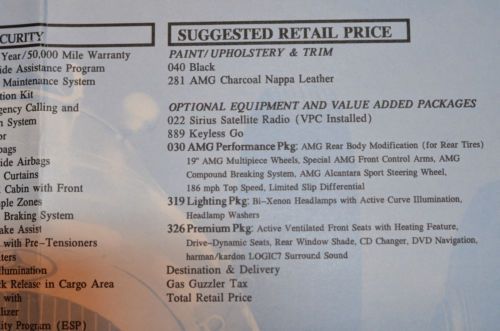 CURITY
Year/50,000 Mile Warranty
ide Assistance Program
Maintenance System
tion Kit
gency Calling and
n System
or
bags
ide Airbags
Curtains
Cabin with Front
ple Zones
Braking System
ake Assist
with Pre-Tensioners
ters
llumination
k Release in Cargo Area
with
lizer
ity Program (ESP)
SUGGESTED RETAIL PRICE
PAINT/UPHOLSTERY & TRIM
040 Black
281 AMG Charcoal Nappa Leather
OPTIONAL EQUIPMENT AND VALUE ADDED PACKAGES
022 Sirius Satellite Radio (VPC Installed)
889 Keyless Go
030 AMG Performance Pkg: AMG Rear Body Modification (for Rear Tires)
19" AMG Multipiece Wheels, Special AMG Front Control Arms, AMG
Compound Breaking System, AMG Alcantara Sport Steering Wheel,
186 mph Top Speed, Limited Slip Differential
319 Lighting Pkg: Bi-Xenon Headlamps with Active Curve Illumination,
Headlamp Washers
326 Premium Pkg: Active Ventilated Front Seats with Heating Feature,
Drive-Dynamic Seats, Rear Window Shade, CD Changer, DVD Navigation,
harman/kardon LOGIC7 Surround Sound
Destination & Delivery
Gas Guzzler Tax
Total Retail Price